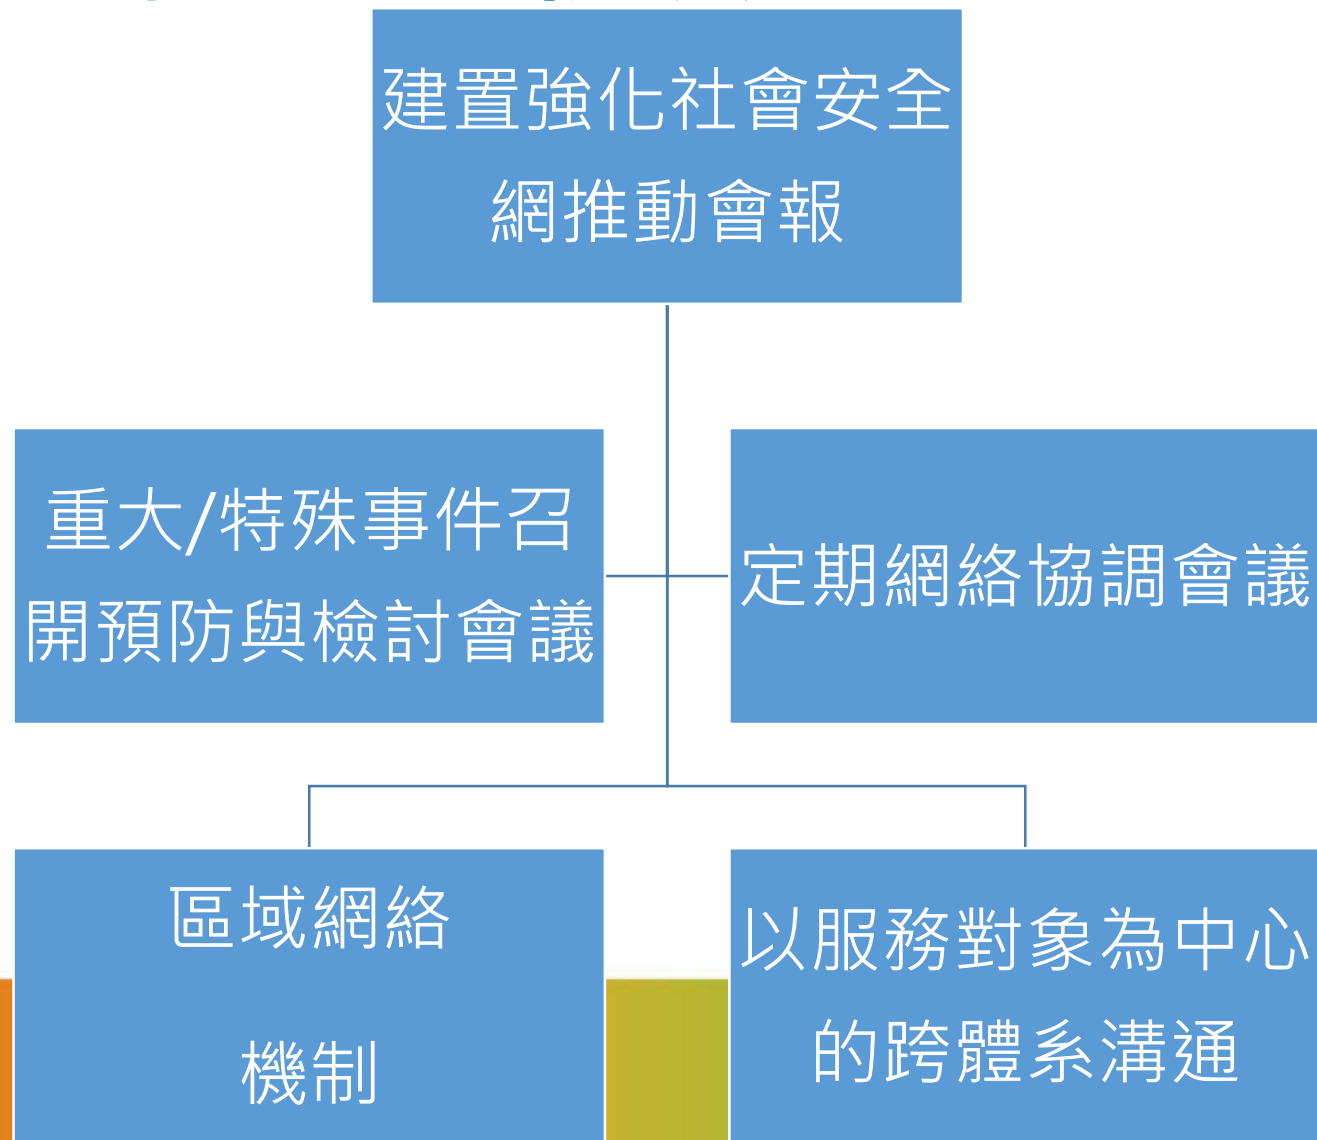 建置強化社會安全
網推動會報
重大/特殊事件召
開預防與檢討會議
定期網絡協調會議
區域網絡
機制
以服務對象為中心
的跨體系溝通